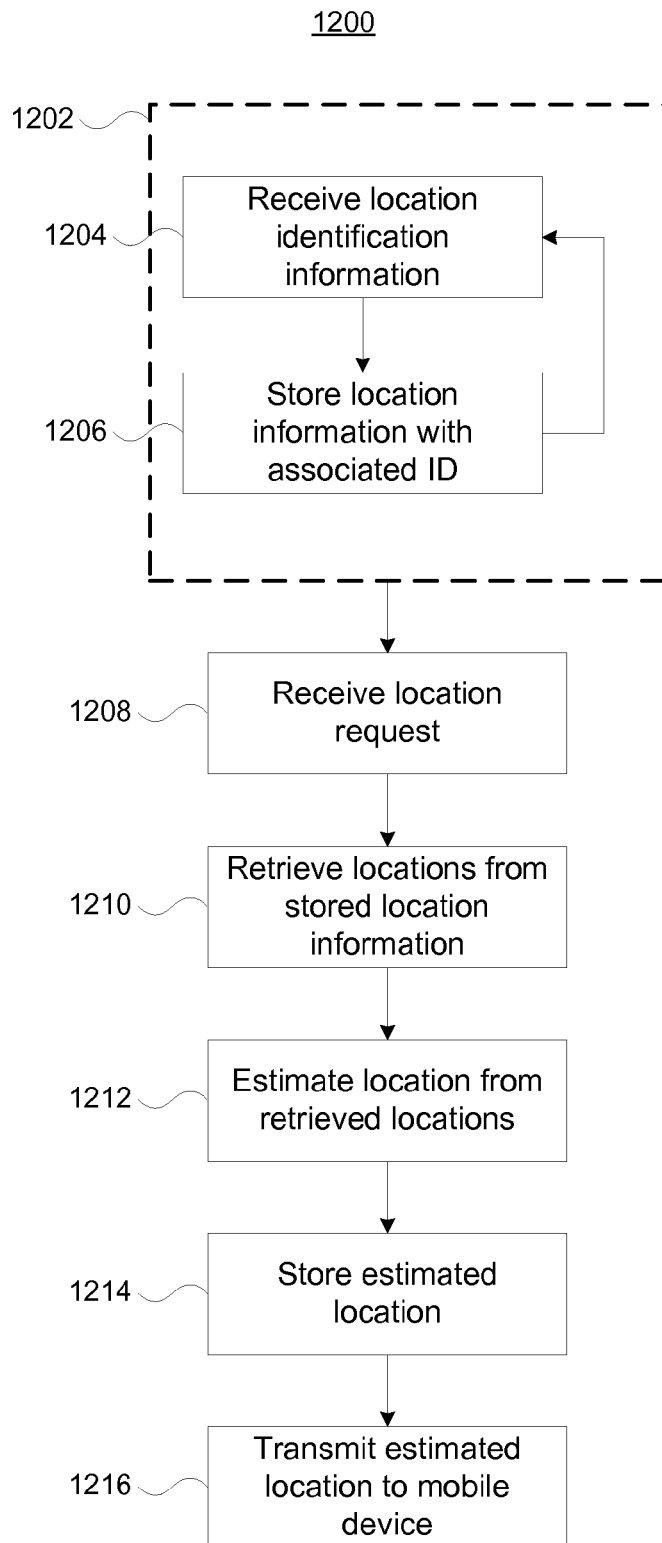 1200
1202
1204
Receive location
identification
information
1206
Store location
information with
associated ID
1208
Receive location
request
1210
Retrieve locations from
stored location
information
1212
Estimate location from
retrieved locations
1214
Store estimated
location
1216
Transmit estimated
location to mobile
device